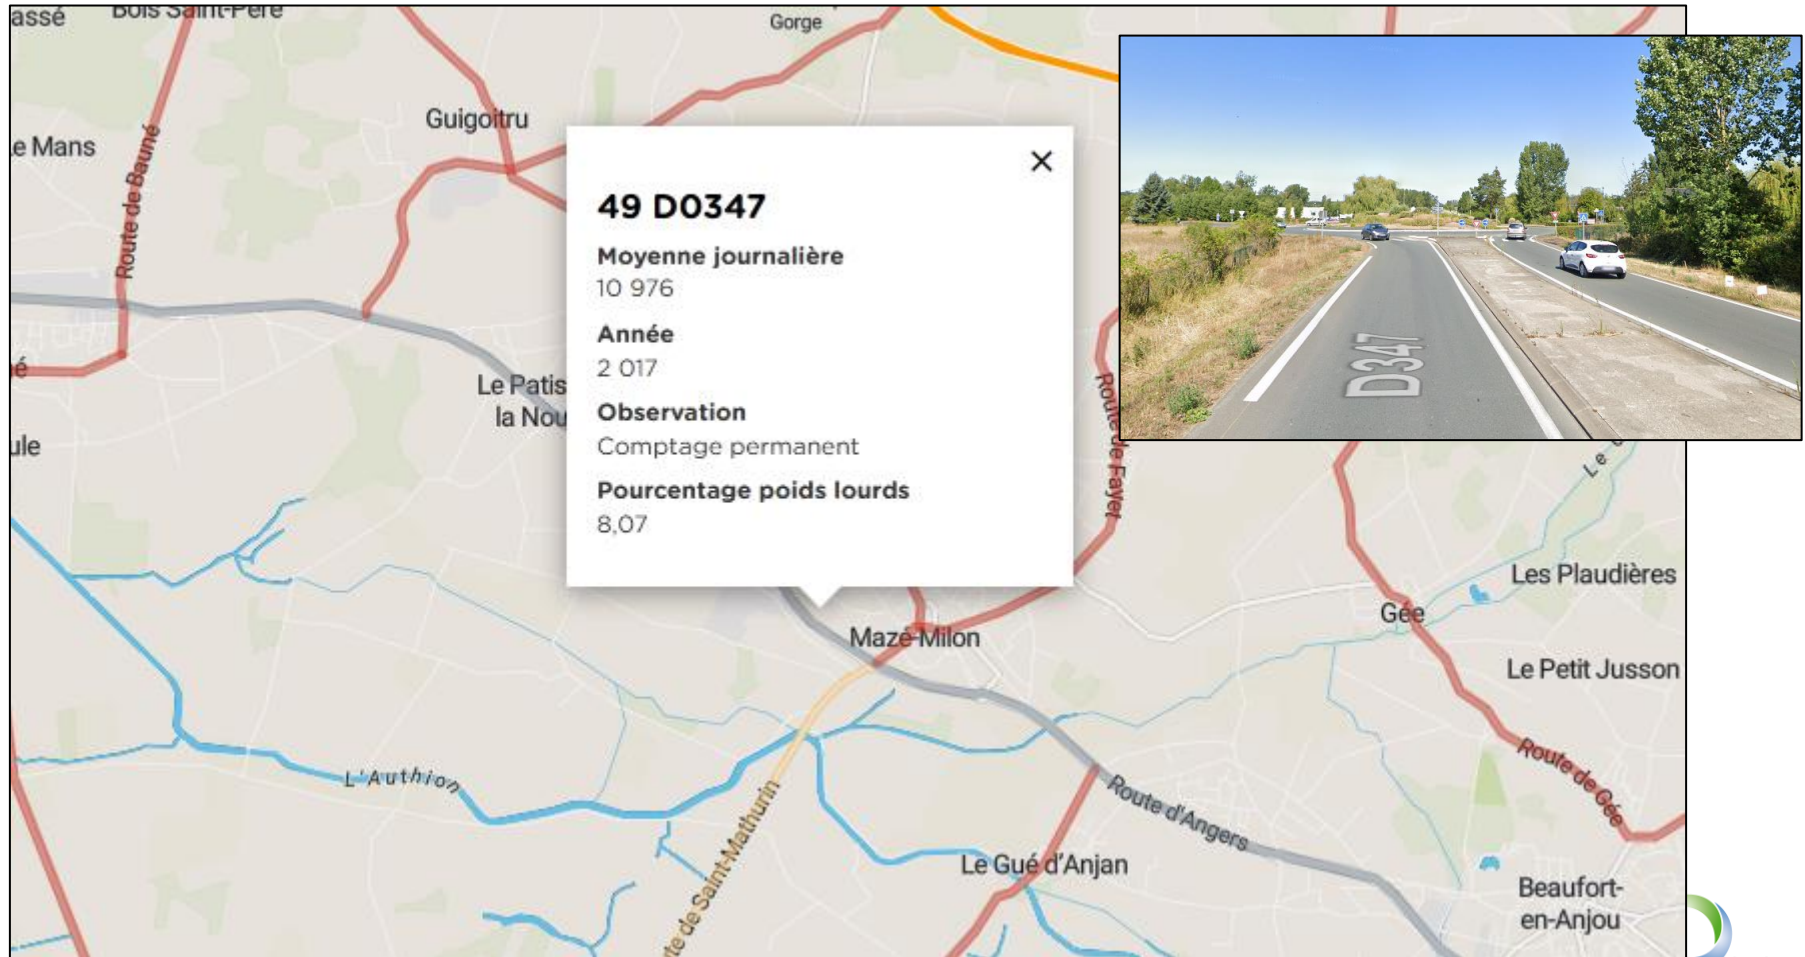 assé
Bois Saint-Père
Gorge
Guigoitru
e Mans
Route de Bauné
49 D0347
Moyenne journalière
10 976
Année
2 017
Observation
Comptage permanent
Pourcentage poids lourds
8,07
D347
é
Le Patis
la Nou
ule
Route de Fayet
Le
Les Plaudières
Gée
Mazé-Milon
Le Petit Jusson
Route de Gée
L'Authion
Route d'Angers
te de Saint-Mathurin
Le Gué d'Anjan
Beaufort-
en-Anjou